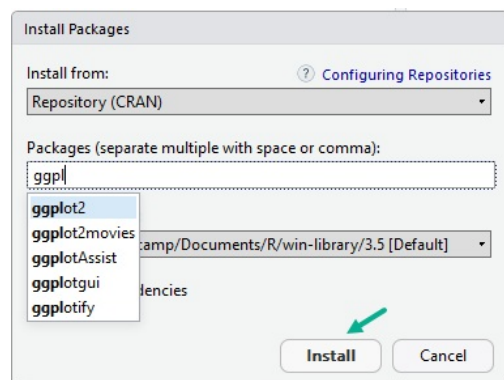 Install Packages
Install from:
? Configuring Repositories
Repository (CRAN)
Packages (separate multiple with space or comma):
ggpl
ggplot2
ggplot2movies
ggplotAssist
ggplotgui
ggplotify
camp/Documents/R/win-library/3.5 [Default]
dencies
Install
Cancel